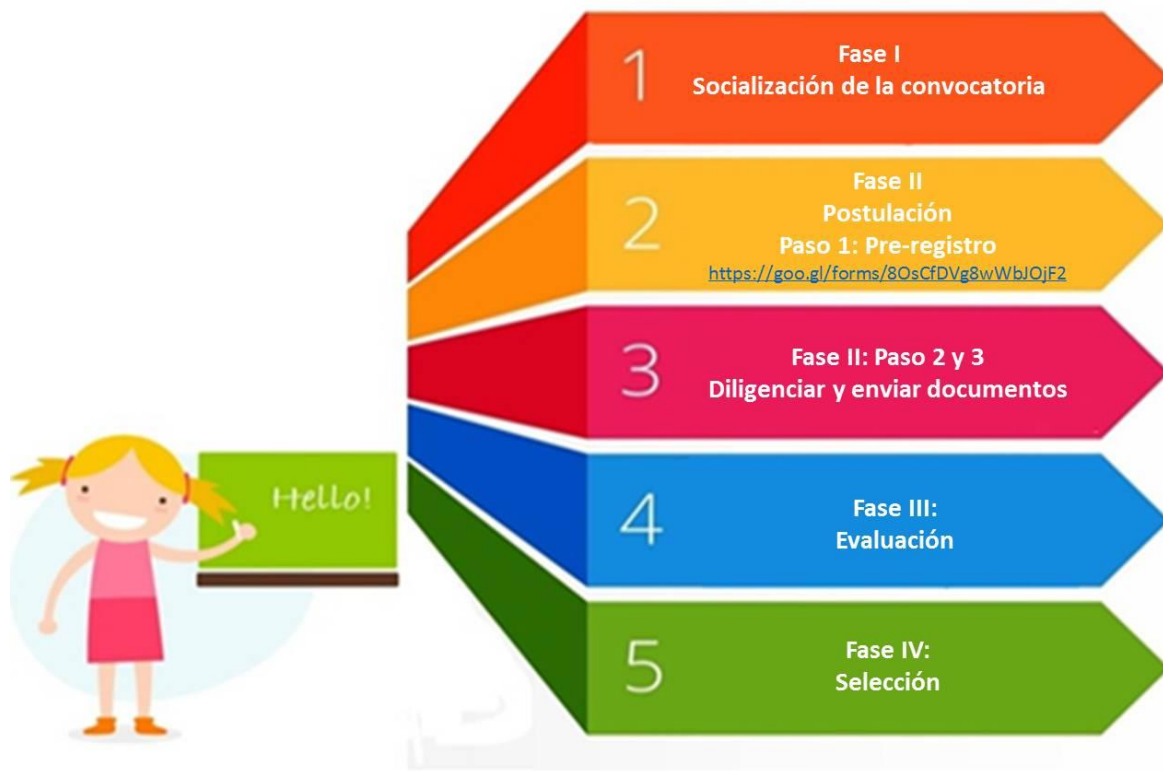 1
Fase I
Socialización de la convocatoria
2
Fase II
Postulación
Paso 1: Pre-registro
https://goo.gl/forms/8OsCfDVg8wWbJOjF2
3
Fase II: Paso 2 y 3
Diligenciar y enviar documentos
Hello!
4
Fase III:
Evaluación
5
Fase IV:
Selección